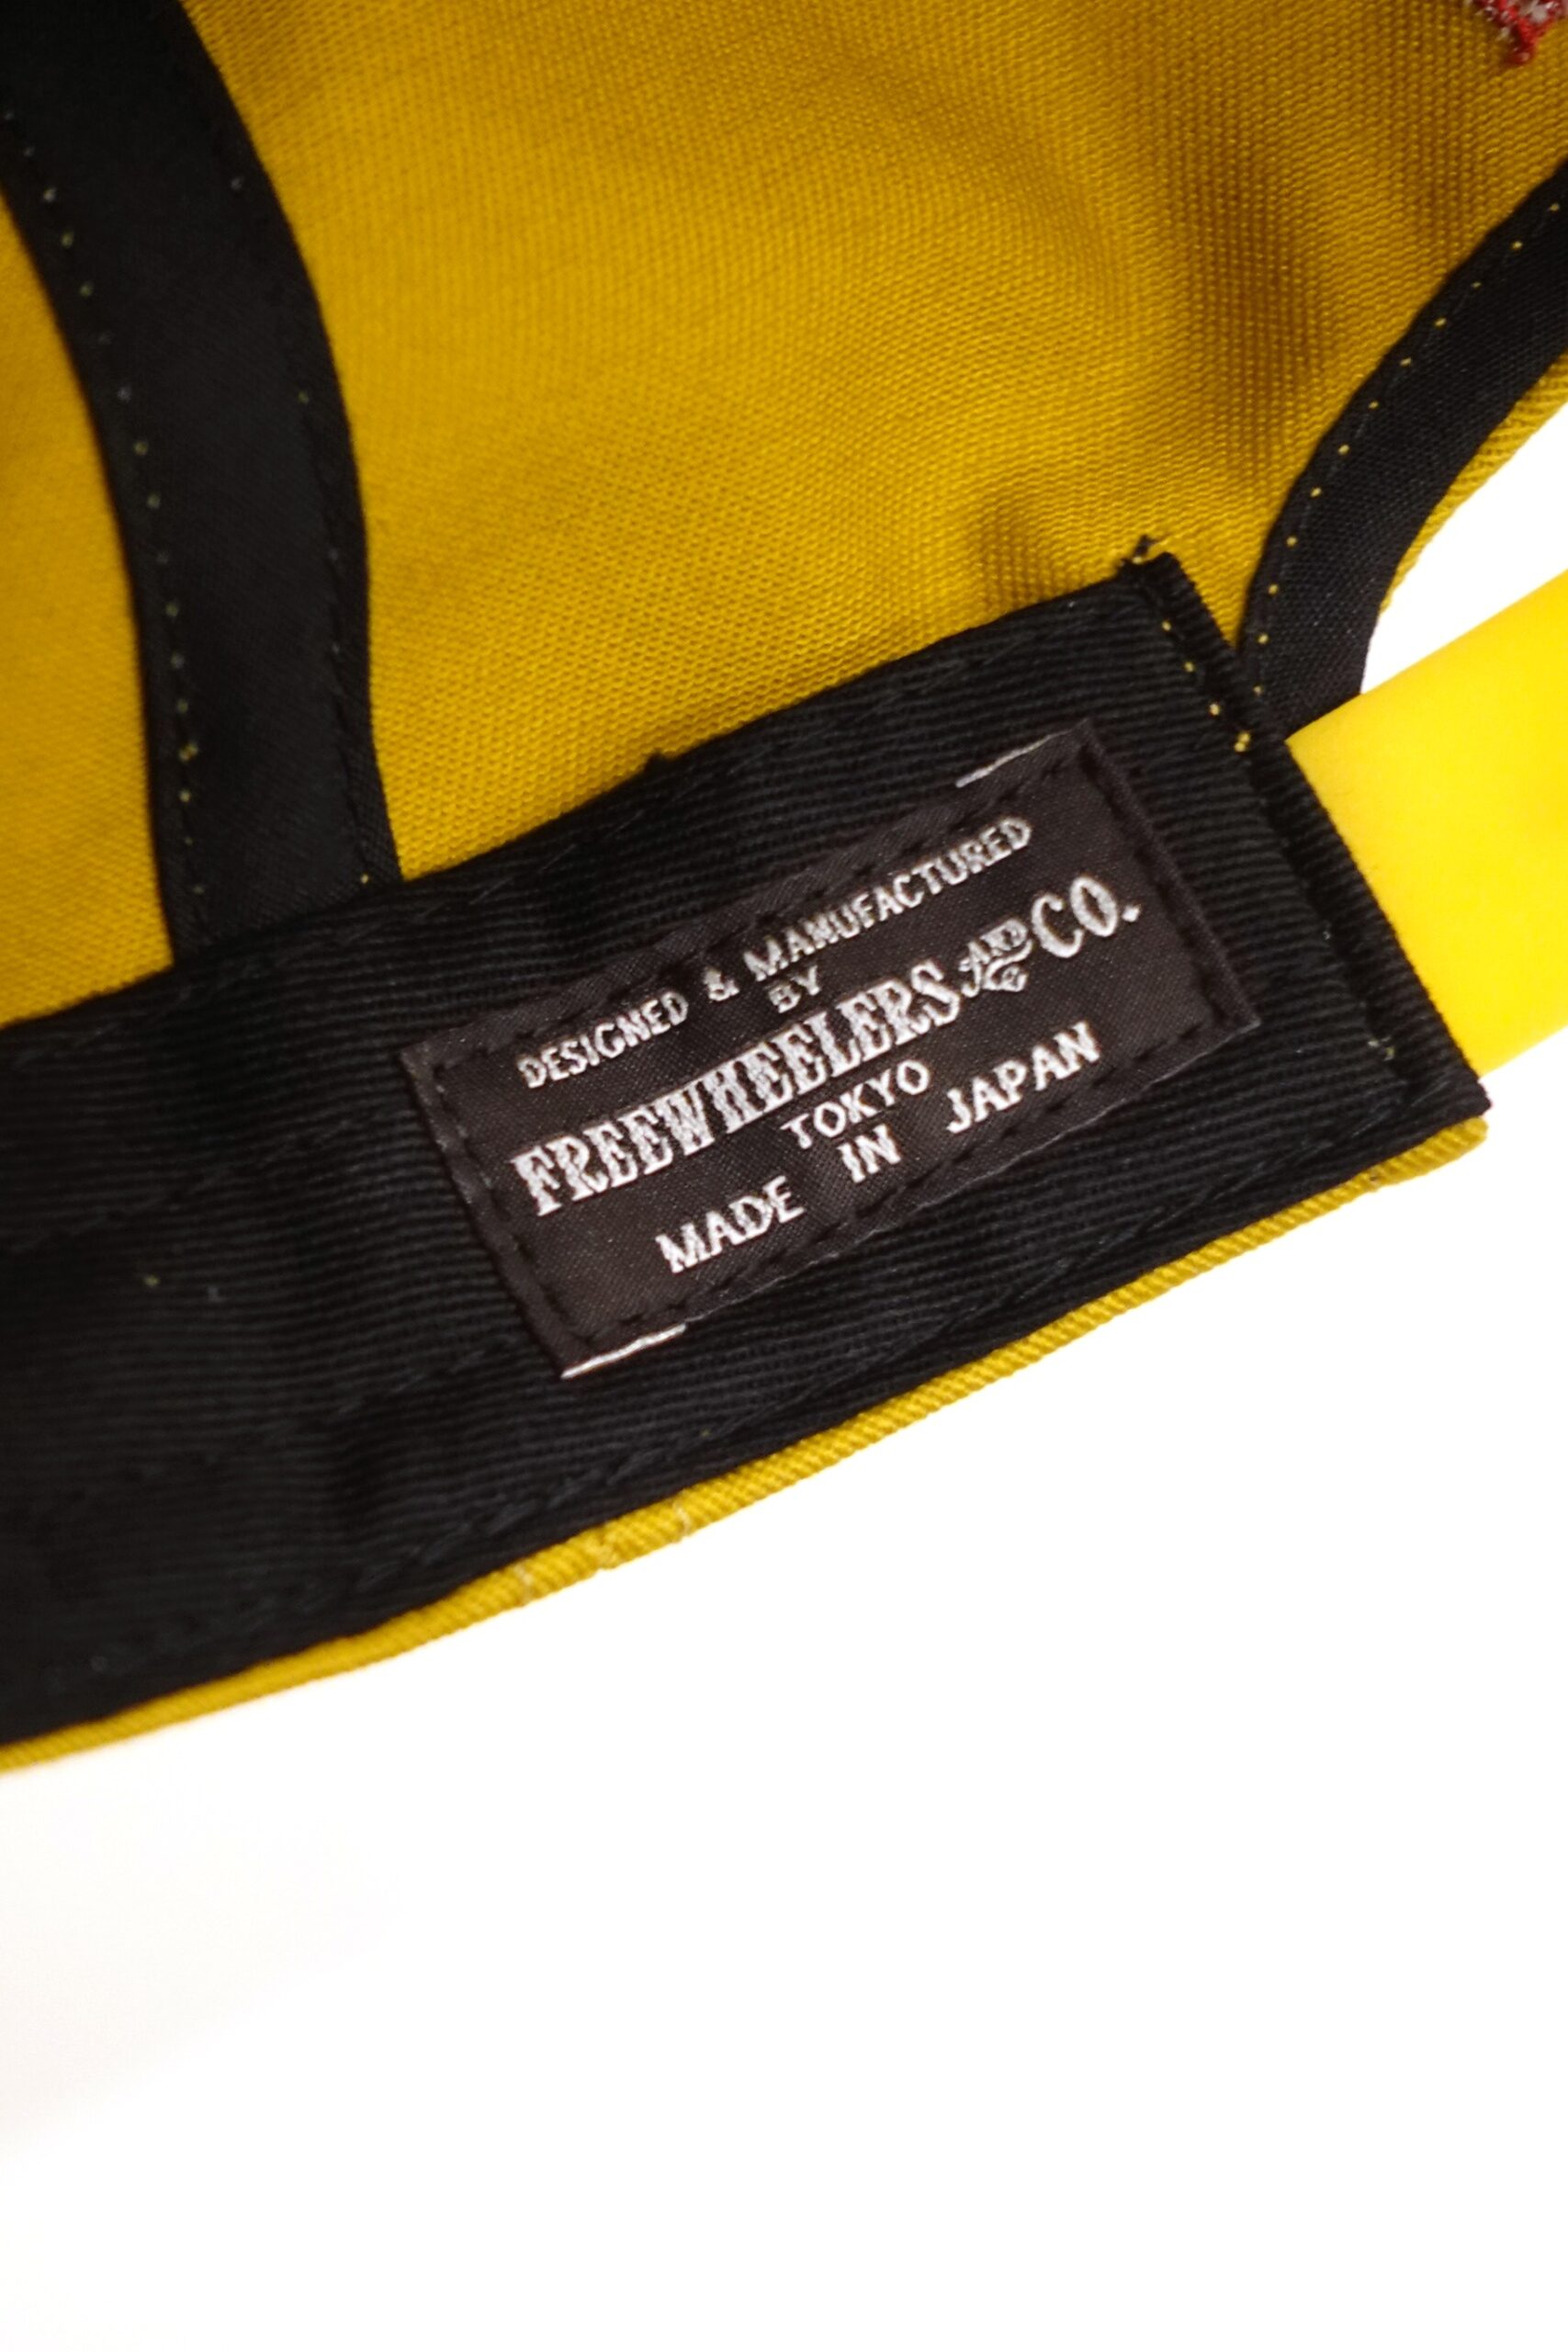 DESIGNED & MANUFACTURED
BY
FREEWHEELERS AND CO.
TOKYO
MADE IN JAPAN